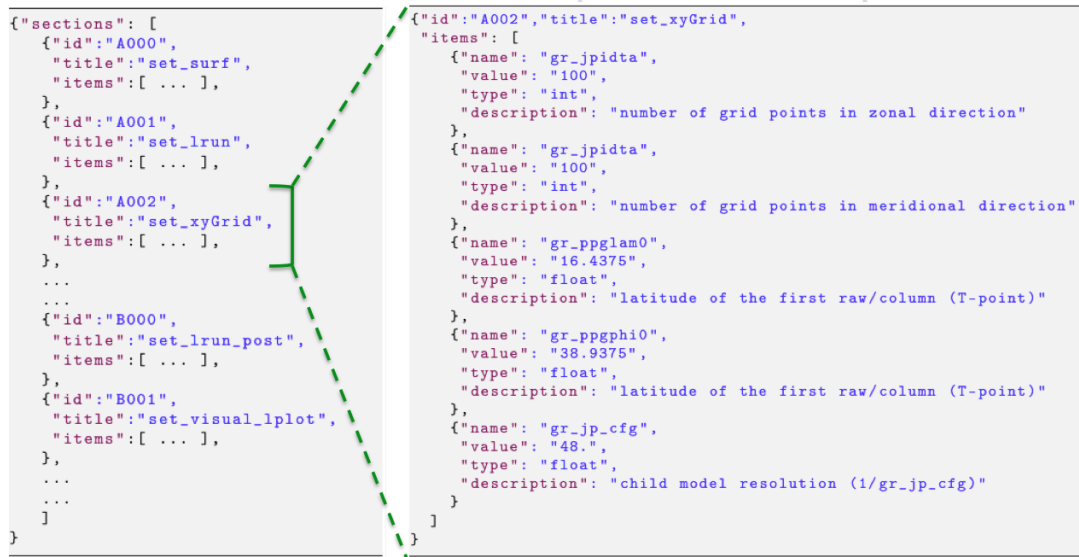 {"sections": [
{"id":"A000",
"title":"set_surf",
"items":[ ... ],
},
{"id":"A001",
"title":"set_lrun",
"items":[ ... ],
},
{"id":"A002",
"title":"set_xyGrid",
"items":[ ... ],
},
...
...
{"id":"B000",
"title":"set_lrun_post",
"items":[ ... ],
},
{"id":"B001",
"title":"set_visual_lplot",
"items":[ ... ],
},
...
...
]
}
{"id":"A002","title":"set_xyGrid",
"items": [
{"name": "gr_jpidta",
"value": "100",
"type": "int",
"description": "number of grid points in zonal direction"
},
{"name": "gr_jpidta",
"value": "100",
"type": "int",
"description": "number of grid points in meridional direction"
},
{"name": "gr_ppglam0",
"value": "16.4375",
"type": "float",
"description": "latitude of the first raw/column (T-point)"
},
{"name": "gr_ppgphi0",
"value": "38.9375",
"type": "float",
"description": "latitude of the first raw/column (T-point)"
},
{"name": "gr_jp_cfg",
"value": "48.",
"type": "float",
"description": "child model resolution (1/gr_jp_cfg)"
}
]
}